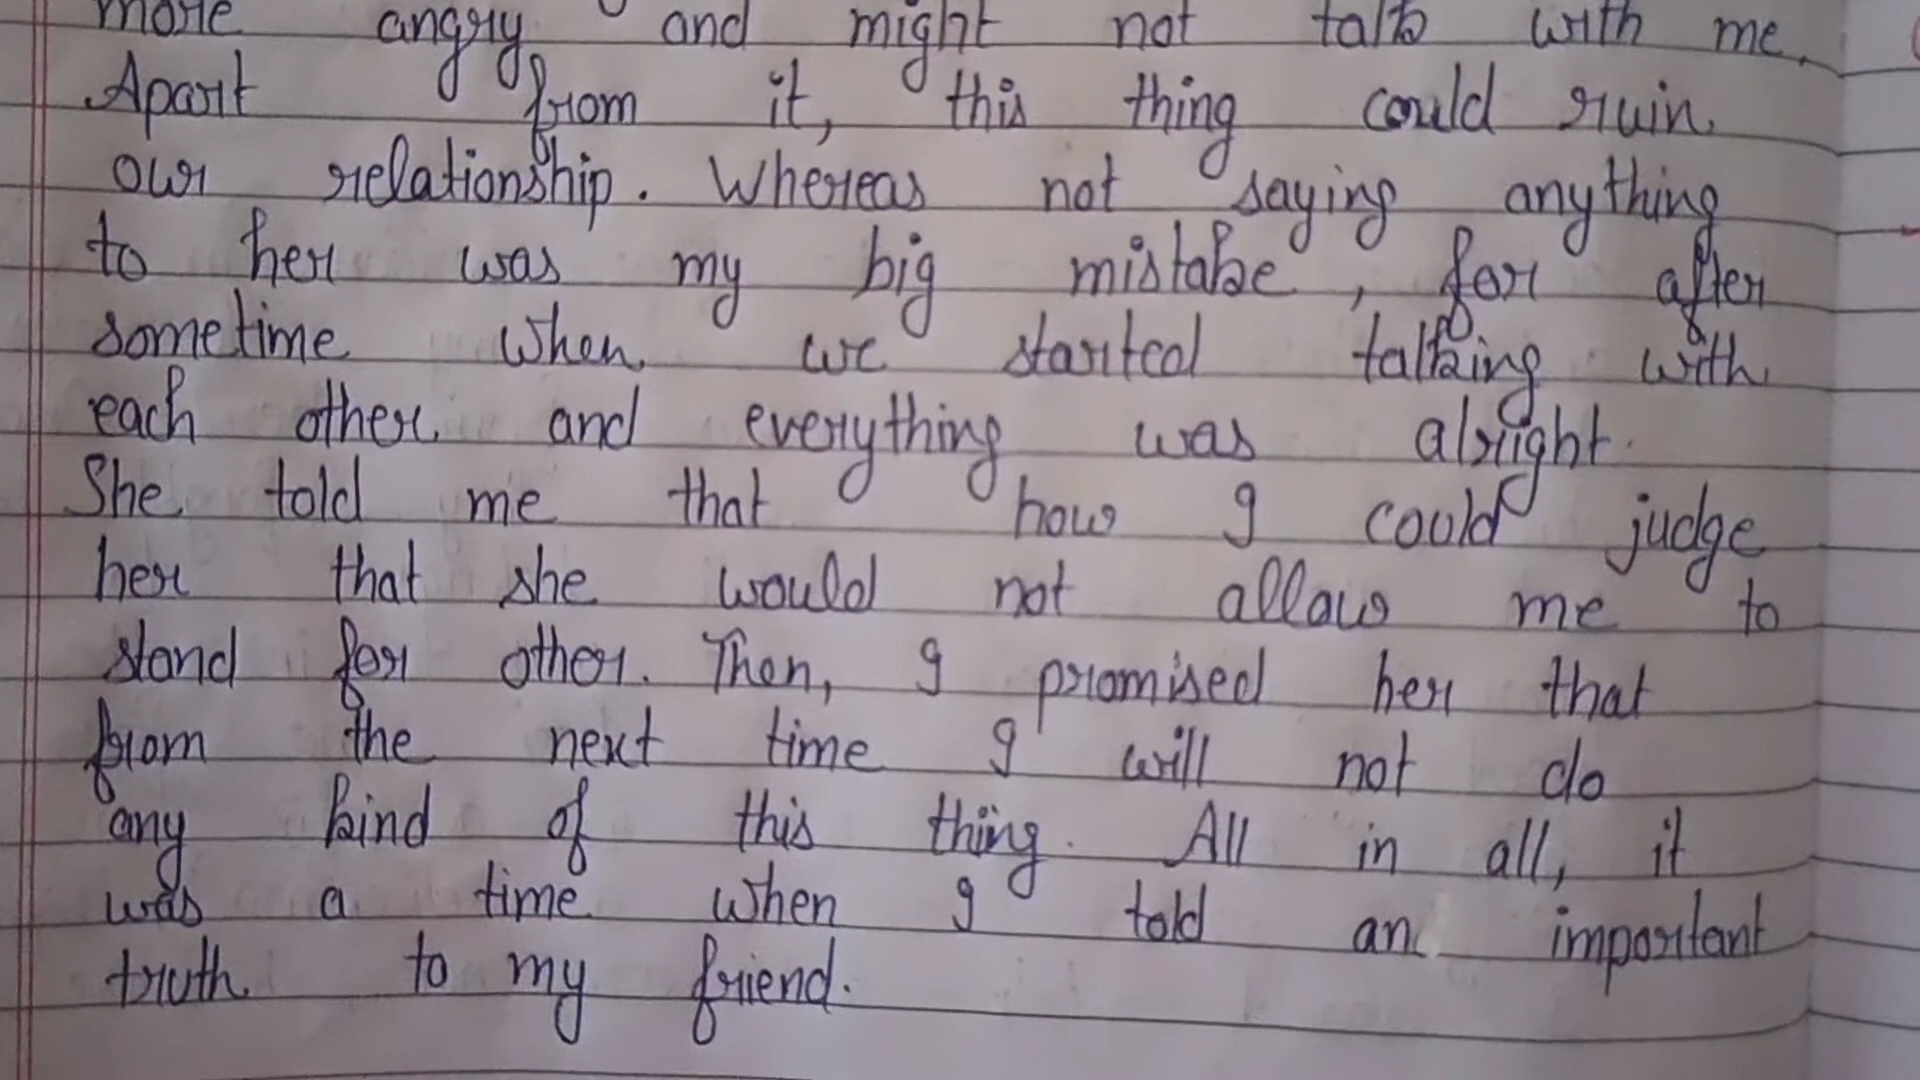 more angry and might not talk with me.
Apart from it, this thing could ruin
our relationship. Whereas not saying anything
to her was my big mistake, for after
sometime when we started talking with
each other and everything was alright.
She told me that how I could judge
her that she would not allow me to
stand for other. Then, I promised her that
from the next time I will not do
any kind of this thing. All in all, it
was a time when I told an important
truth to my friend.